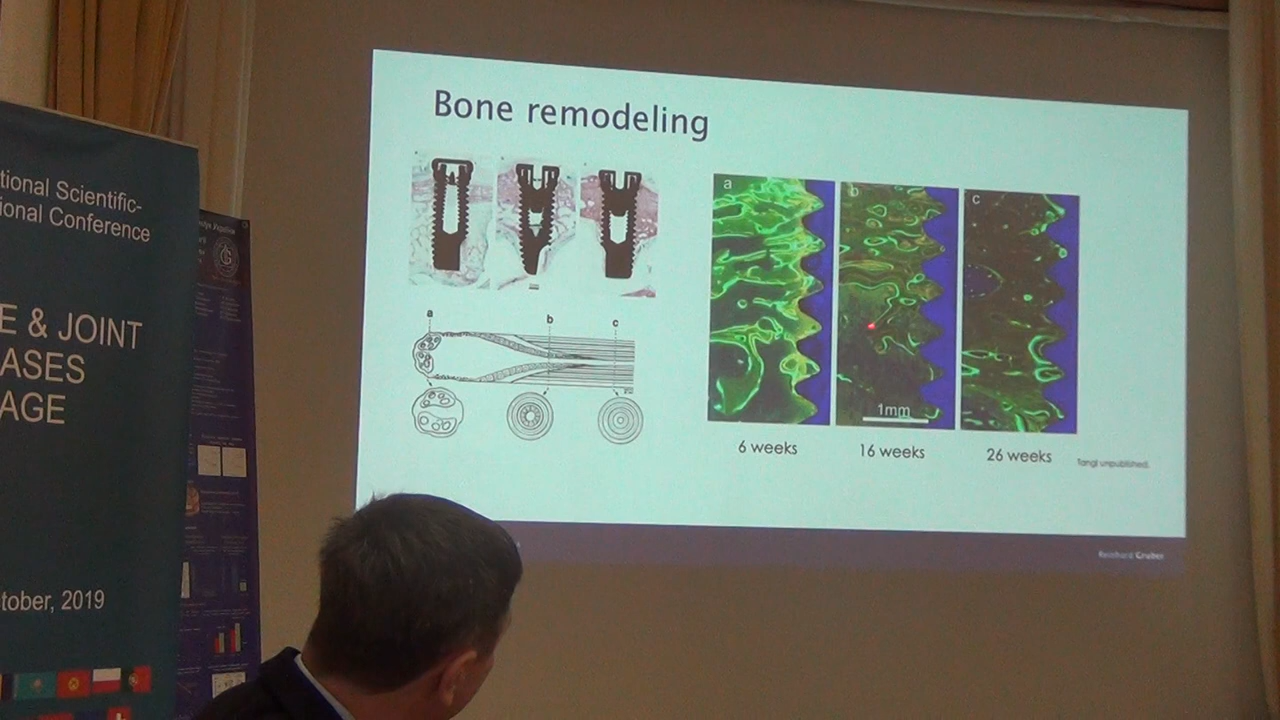 tional Scientific-
ional Conference
E & JOINT
ASES
AGE
tober, 2019
Bone remodeling
a
b
c
a
b
c
1mm
6 weeks
16 weeks
26 weeks
Tangl unpublished.
Reinhard Gruber